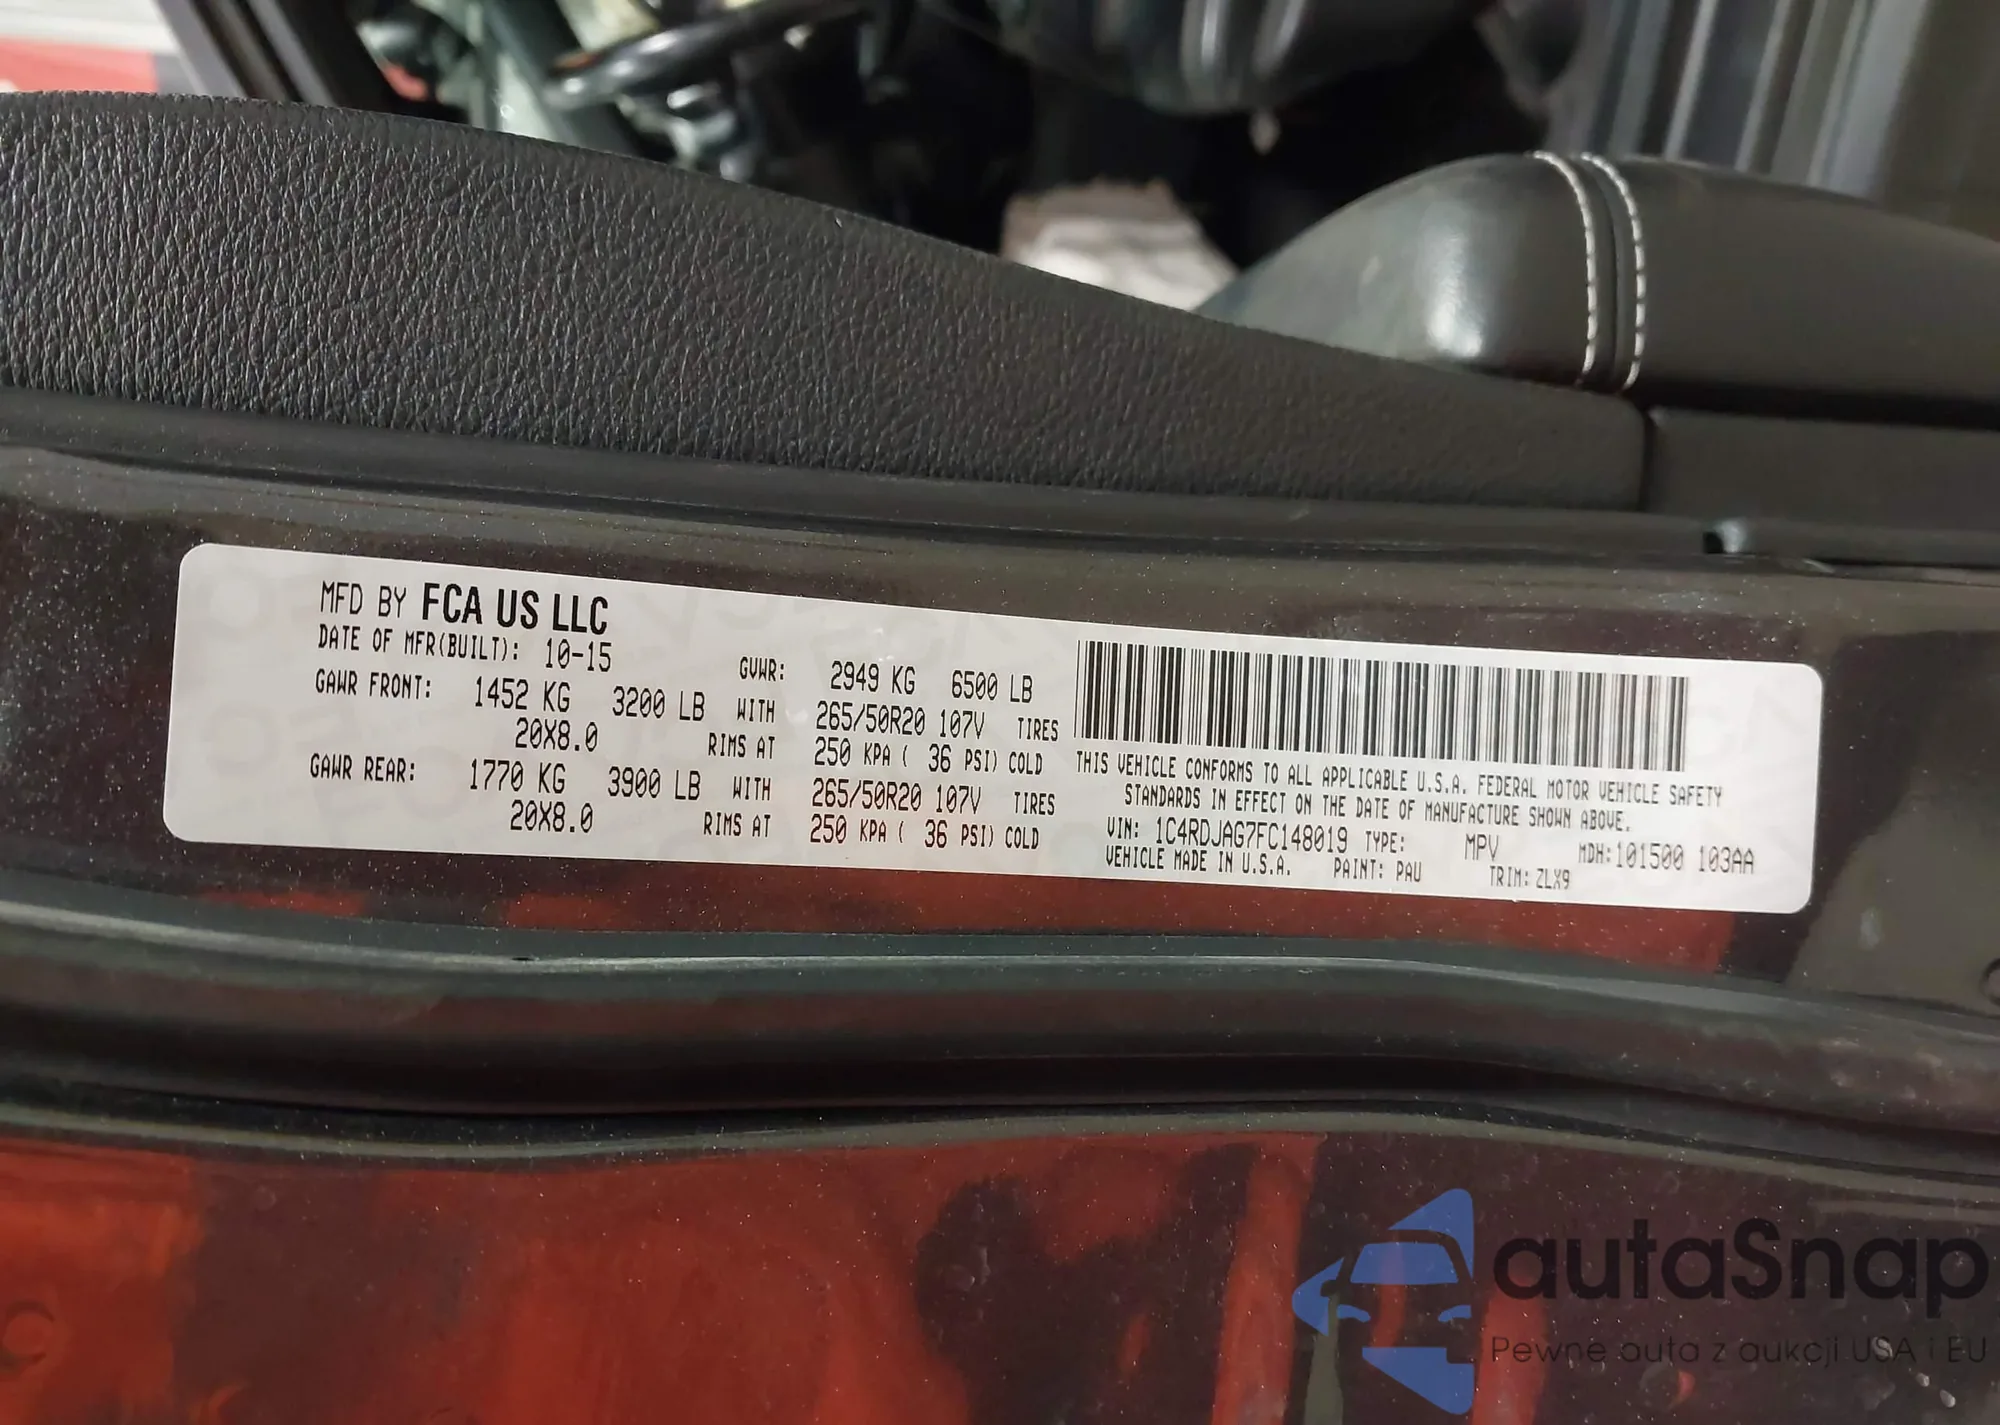 MFD BY FCA US LLC
DATE OF MFR(BUILT): 10-15 GVWR: 2949 KG 6500 LB
GAWR FRONT: 1452 KG 3200 LB WITH 265/50R20 107V TIRES
20X8.0 RIMS AT 250 KPA ( 36 PSI) COLD
GAWR REAR: 1770 KG 3900 LB WITH 265/50R20 107V TIRES
20X8.0 RIMS AT 250 KPA ( 36 PSI) COLD
THIS VEHICLE CONFORMS TO ALL APPLICABLE U.S.A. FEDERAL MOTOR VEHICLE SAFETY
STANDARDS IN EFFECT ON THE DATE OF MANUFACTURE SHOWN ABOVE.
VIN: 1C4RDJAG7FC148019 TYPE: MPV MDH:101500 103AA
VEHICLE MADE IN U.S.A. PAINT: PAU TRIM: ZLX9
autaSnap
Pewne auta z aukcji USA i EU